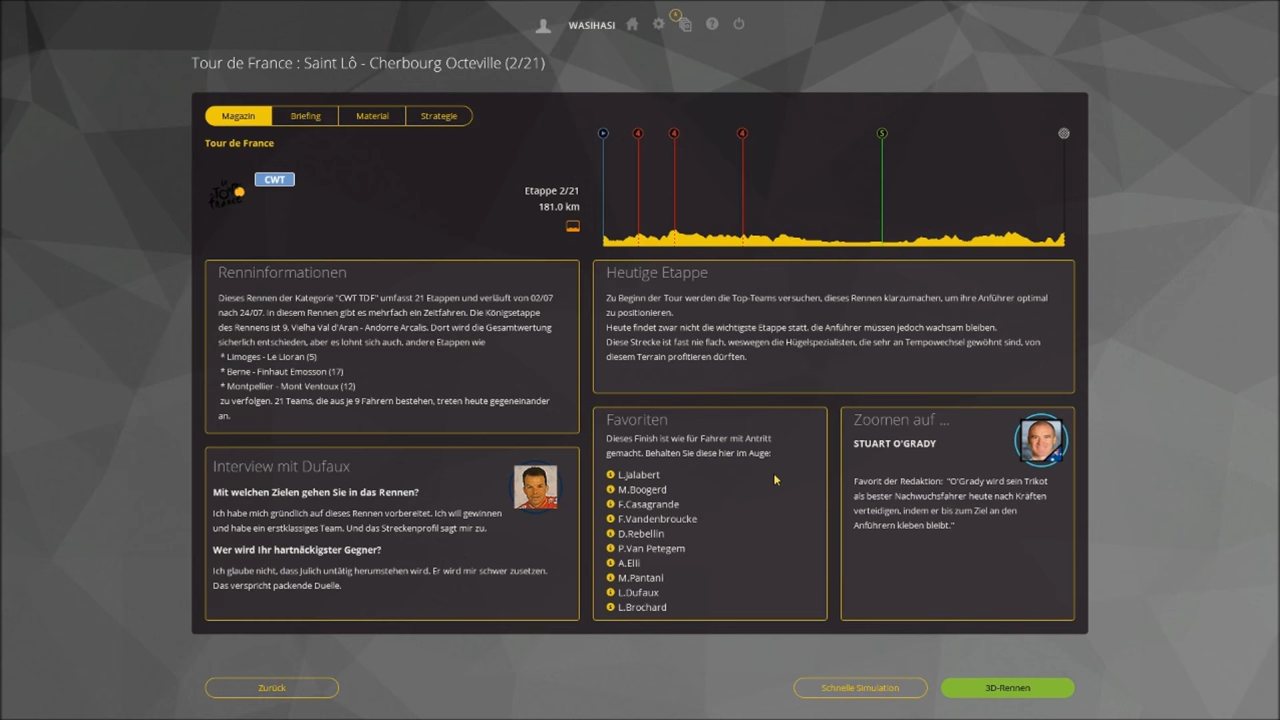 WASIHASI
Tour de France : Saint Lô - Cherbourg Octeville (2/21)
Magazin
Briefing
Material
Strategie
Tour de France
CWT
Etappe 2/21
181.0 km
4
4
4
S
Renninformationen
Dieses Rennen der Kategorie "CWT TDF" umfasst 21 Etappen und verläuft von 02/07
nach 24/07. In diesem Rennen gibt es mehrfach ein Zeitfahren. Die Königsetappe
des Rennens ist 9, Vielha Val d'Aran - Andorre Arcalis. Dort wird die Gesamtwertung
sicherlich entschieden, aber es lohnt sich auch, andere Etappen wie
* Limoges - Le Lioran (5)
* Berne - Finhaut Emosson (17)
* Montpellier - Mont Ventoux (12)
zu verfolgen. 21 Teams, die aus je 9 Fahrern bestehen, treten heute gegeneinander
an.
Heutige Etappe
Zu Beginn der Tour werden die Top-Teams versuchen, dieses Rennen klarzumachen, um ihre Anführer optimal
zu positionieren.
Heute findet zwar nicht die wichtigste Etappe statt, die Anführer müssen jedoch wachsam bleiben.
Diese Strecke ist fast nie flach, weswegen die Hügelspezialisten, die sehr an Tempowechsel gewöhnt sind, von
diesem Terrain profitieren dürften.
Interview mit Dufaux
Mit welchen Zielen gehen Sie in das Rennen?
Ich habe mich gründlich auf dieses Rennen vorbereitet. Ich will gewinnen
und habe ein erstklassiges Team. Und das Streckenprofil sagt mir zu.
Wer wird Ihr hartnäckigster Gegner?
Ich glaube nicht, dass Julich untätig herumstehen wird. Er wird mir schwer zusetzen.
Das verspricht packende Duelle.
Favoriten
Dieses Finish ist wie für Fahrer mit Antritt
gemacht. Behalten Sie diese hier im Auge:
L.Jalabert
M.Boogerd
F.Casagrande
F.Vandenbroucke
D.Rebellin
P.Van Petegem
A.Elli
M.Pantani
L.Dufaux
L.Brochard
Zoomen auf ...
STUART O'GRADY
Favorit der Redaktion: "O'Grady wird sein Trikot
als bester Nachwuchsfahrer heute nach Kräften
verteidigen, indem er bis zum Ziel an den
Anführern kleben bleibt."
Zurück
Schnelle Simulation
3D-Rennen